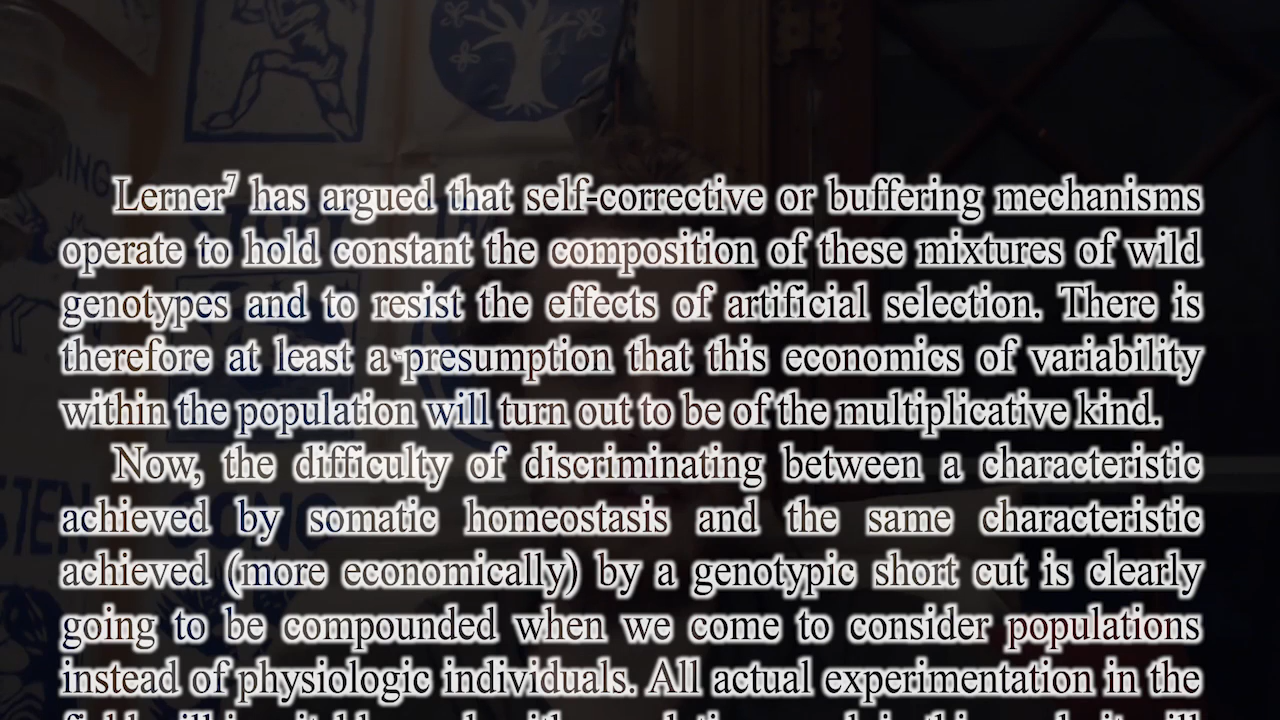 Lerner7 has argued that self-corrective or buffering mechanisms
operate to hold constant the composition of these mixtures of wild
genotypes and to resist the effects of artificial selection. There is
therefore at least a presumption that this economics of variability
within the population will turn out to be of the multiplicative kind.
Now, the difficulty of discriminating between a characteristic
achieved by somatic homeostasis and the same characteristic
achieved (more economically) by a genotypic short cut is clearly
going to be compounded when we come to consider populations
instead of physiologic individuals. All actual experimentation in the